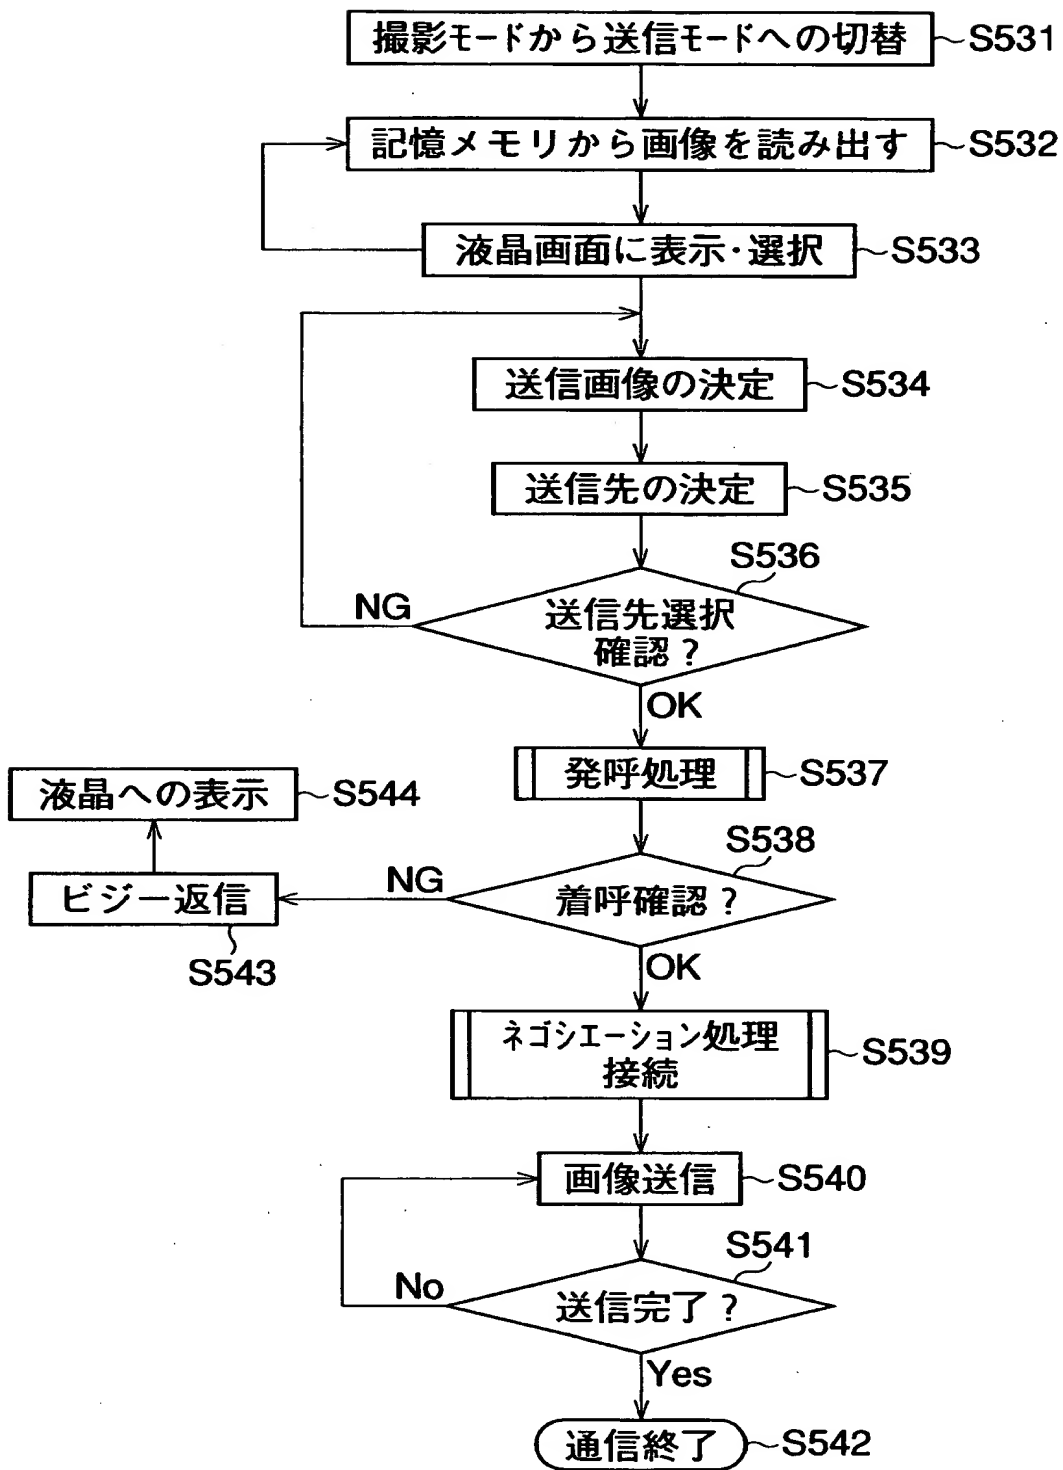 撮影モードから送信モードへの切替
S531
記憶メモリから画像を読み出す
S532
液晶画面に表示・選択
S533
送信画像の決定
S534
送信先の決定
S535
S536
送信先選択
確認?
NG
OK
発呼処理
S537
S538
着呼確認?
NG
OK
液晶への表示
S544
ビジー返信
S543
ネゴシエーション処理
接続
S539
画像送信
S540
S541
送信完了?
No
Yes
通信終了
S542